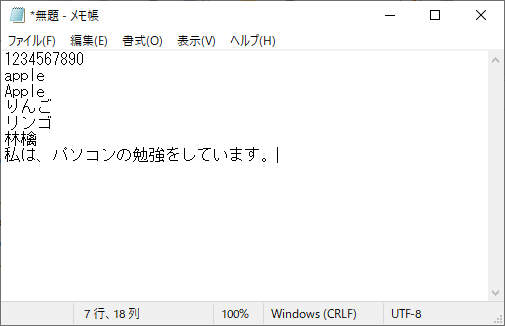 *無題 - メモ帳
ファイル(F) 編集(E) 書式(O) 表示(V) ヘルプ(H)
1234567890
apple
Apple
りんご
リンゴ
林檎
私は、パソコンの勉強をしています。
7 行、18 列 100% Windows (CRLF) UTF-8